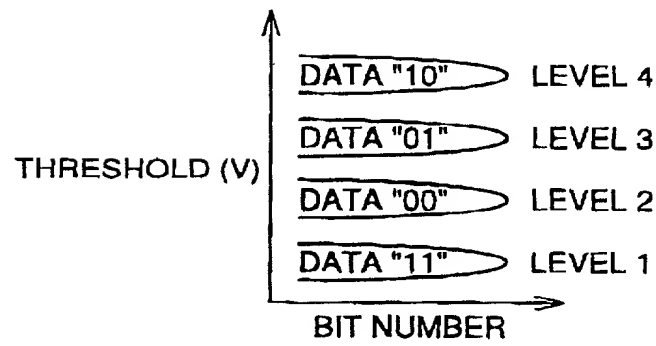 DATA "10" LEVEL 4
DATA "01" LEVEL 3
THRESHOLD (V)
DATA "00" LEVEL 2
DATA "11" LEVEL 1
BIT NUMBER